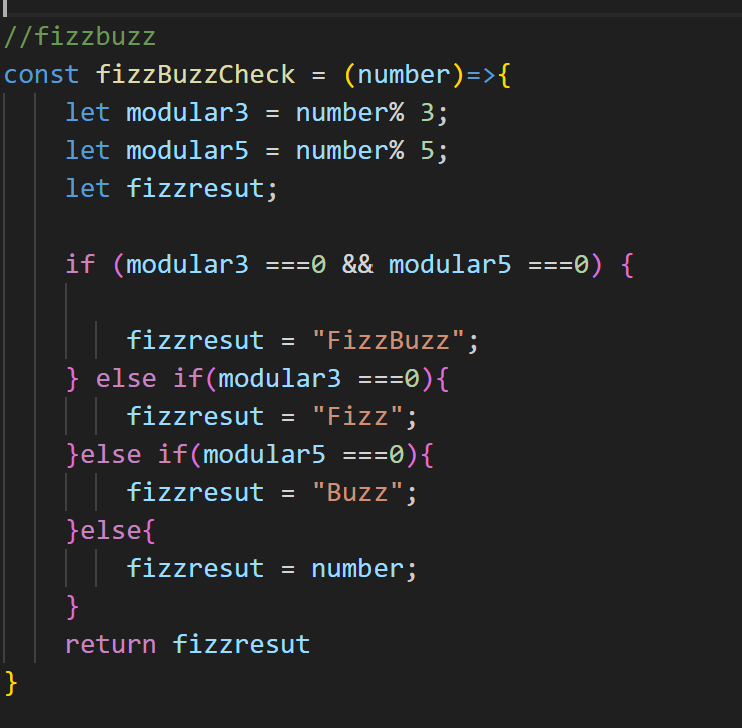 //fizzbuzz
const fizzBuzzCheck = (number)=>{
    let modular3 = number% 3;
    let modular5 = number% 5;
    let fizzresut;
    if (modular3 ===0 && modular5 ===0) {
        fizzresut = "FizzBuzz";
    } else if(modular3 ===0){
        fizzresut = "Fizz";
    }else if(modular5 ===0){
        fizzresut = "Buzz";
    }else{
        fizzresut = number;
    }
    return fizzresut
}